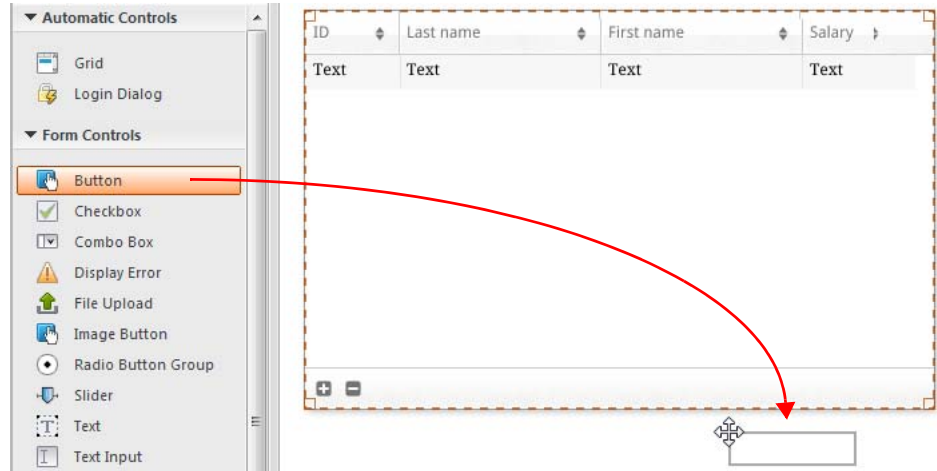 Automatic Controls
Grid
Login Dialog
Form Controls
Button
Checkbox
Combo Box
Display Error
File Upload
Image Button
Radio Button Group
Slider
Text
Text Input
ID Last name First name Salary
Text Text Text Text